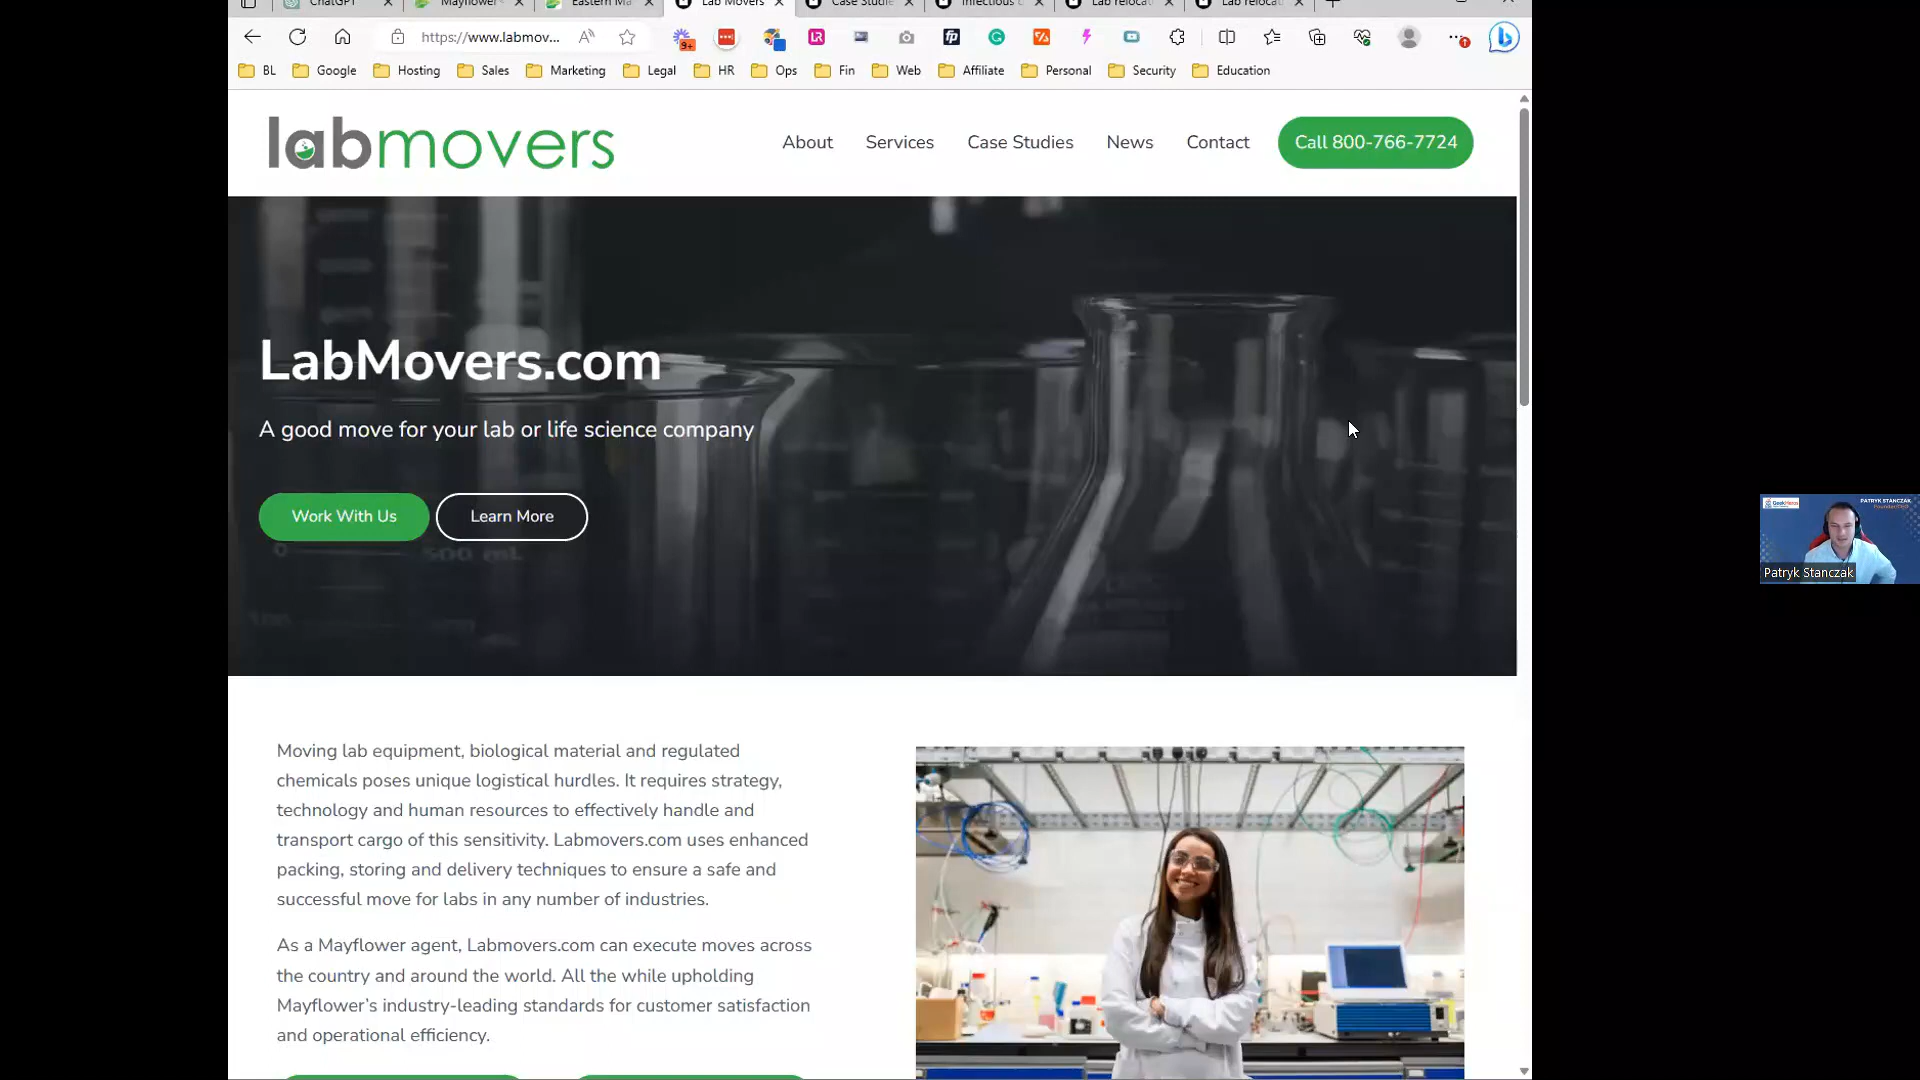 ChatGPT
Mayflower
Eastern Ma
Lab Movers
Case Studie
Infectious
Lab relocat
Lab relocat
https://www.labmov...
9+
BL
Google
Hosting
Sales
Marketing
Legal
HR
Ops
Fin
Web
Affiliate
Personal
Security
Education
labmovers
About
Services
Case Studies
News
Contact
Call 800-766-7724
LabMovers.com
A good move for your lab or life science company
Work With Us
Learn More
500 mL
Moving lab equipment, biological material and regulated
chemicals poses unique logistical hurdles. It requires strategy,
technology and human resources to effectively handle and
transport cargo of this sensitivity. Labmovers.com uses enhanced
packing, storing and delivery techniques to ensure a safe and
successful move for labs in any number of industries.
As a Mayflower agent, Labmovers.com can execute moves across
the country and around the world. All the while upholding
Mayflower’s industry-leading standards for customer satisfaction
and operational efficiency.
PATRYK STANCZAK
Patryk Stanczak